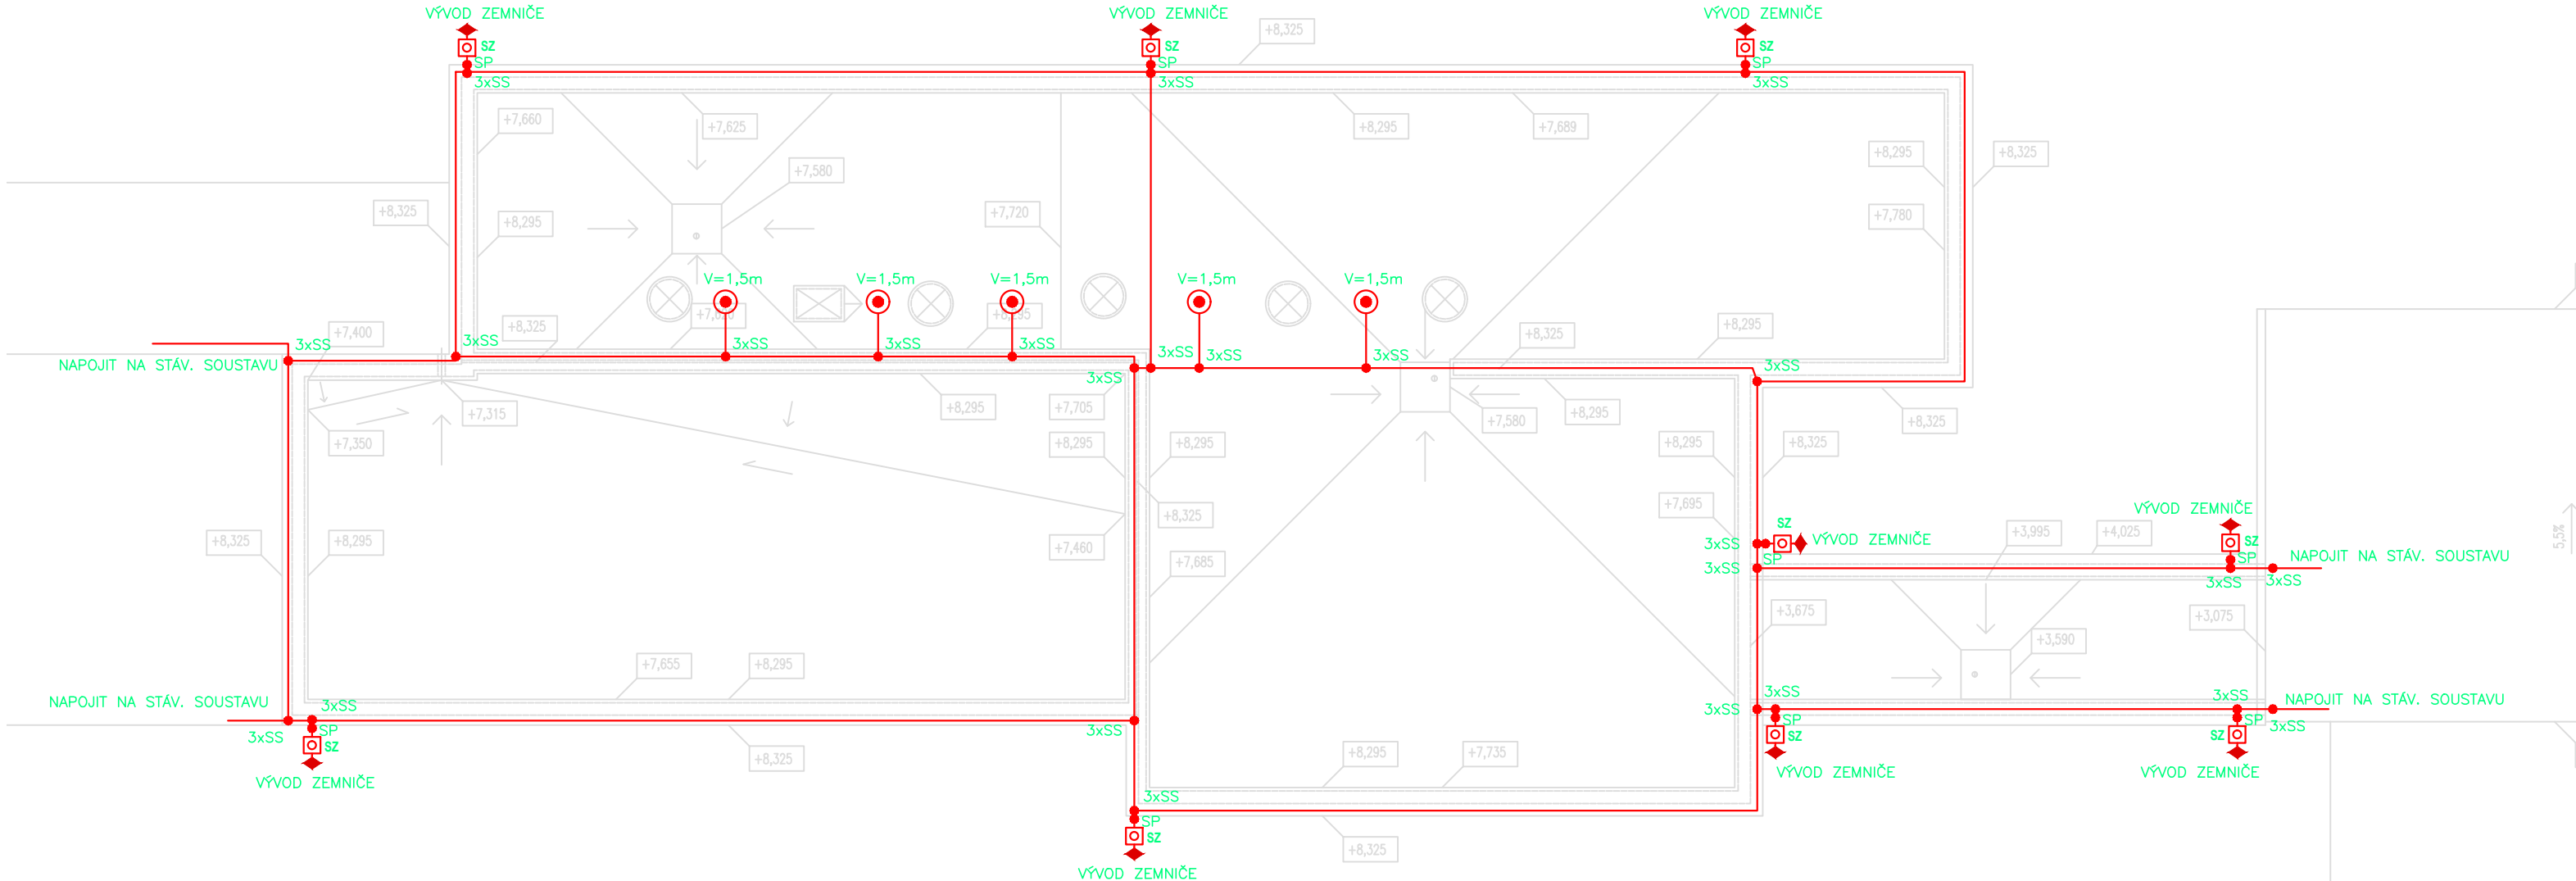 VÝVOD ZEMNIČE
VÝVOD ZEMNIČE
VÝVOD ZEMNIČE
SZ
SZ
SZ
+8,325
SP
SP
SP
3xSS
3xSS
3xSS
+7,660
+7,625
+8,295
+7,689
+8,295
+8,325
+7,580
+8,325
+8,295
+7,720
+7,780
V=1,5m
V=1,5m
V=1,5m
V=1,5m
V=1,5m
+7,400
+8,325
+8,295
+8,325
+8,295
3xSS
3xSS
3xSS
3xSS
3xSS
3xSS
3xSS
3xSS
NAPOJIT NA STÁV. SOUSTAVU
3xSS
3xSS
+7,315
+8,295
+7,705
+7,580
+8,295
+8,325
+7,350
+8,295
+8,295
+8,295
+8,325
+7,695
+8,325
VÝVOD ZEMNIČE
SZ
+8,325
+8,295
+7,460
3xSS
VÝVOD ZEMNIČE
+3,995
+4,025
SZ
5,5%
+7,685
SP
SP
NAPOJIT NA STÁV. SOUSTAVU
3xSS
3xSS
3xSS
+3,675
+3,075
+3,590
+7,655
+8,295
NAPOJIT NA STÁV. SOUSTAVU
3xSS
3xSS
3xSS
3xSS
NAPOJIT NA STÁV. SOUSTAVU
3xSS
SP
3xSS
SP
SP
3xSS
SZ
SZ
SZ
+8,325
+8,295
+7,735
VÝVOD ZEMNIČE
VÝVOD ZEMNIČE
VÝVOD ZEMNIČE
3xSS
SP
SZ
+8,325
VÝVOD ZEMNIČE